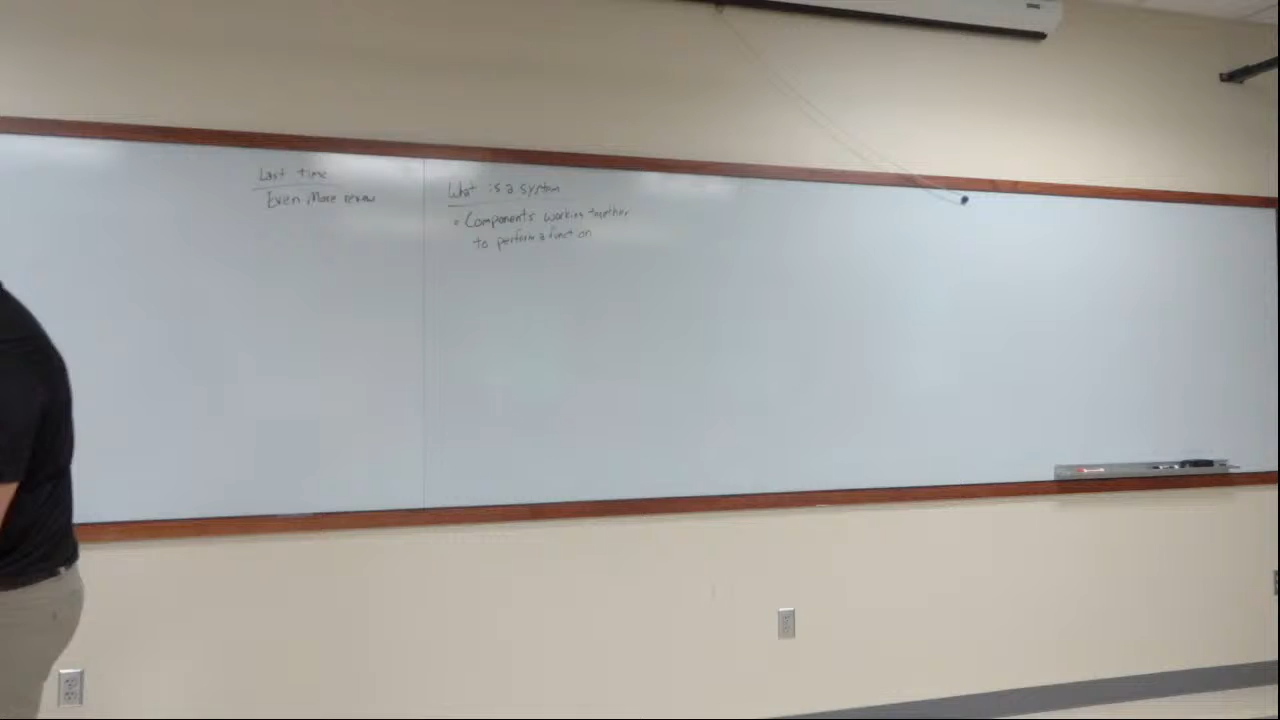 Last time
Even More review
What is a system
• Components working together
to perform a function